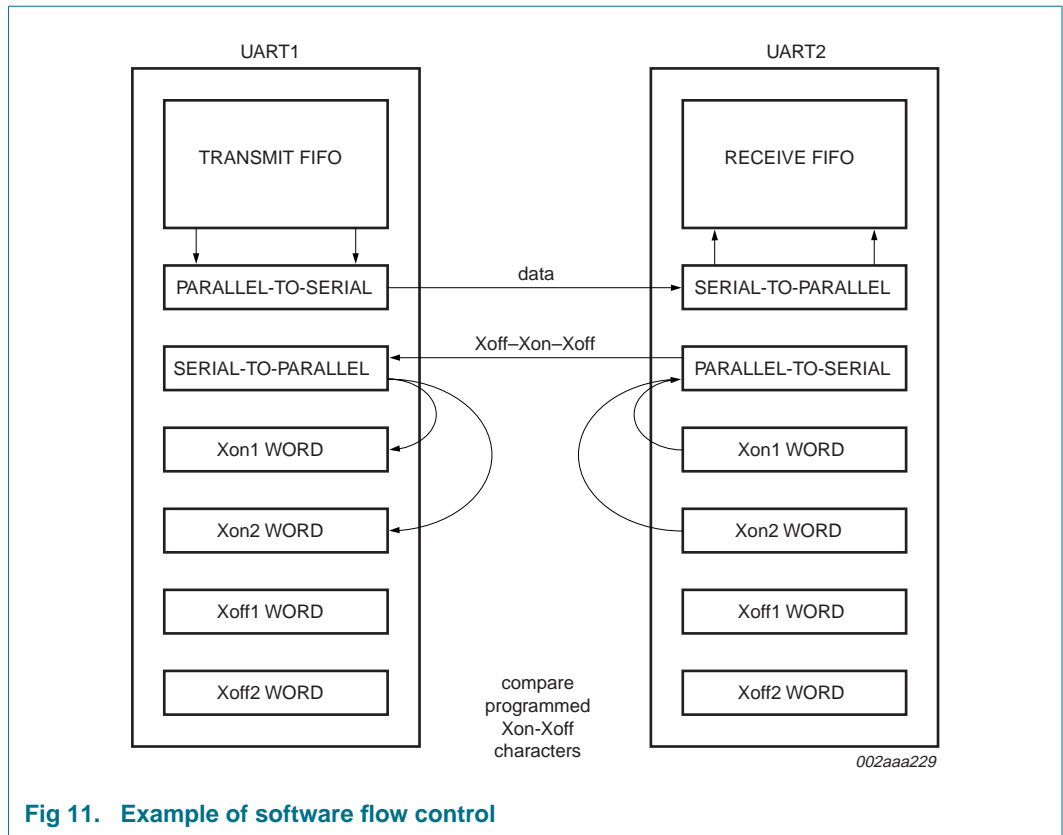 UART1
UART2
TRANSMIT FIFO
RECEIVE FIFO
data
PARALLEL-TO-SERIAL
SERIAL-TO-PARALLEL
Xoff–Xon–Xoff
SERIAL-TO-PARALLEL
PARALLEL-TO-SERIAL
Xon1 WORD
Xon1 WORD
Xon2 WORD
Xon2 WORD
Xoff1 WORD
Xoff1 WORD
Xoff2 WORD
Xoff2 WORD
compare
programmed
Xon-Xoff
characters
002aaa229
Fig 11. Example of software flow control